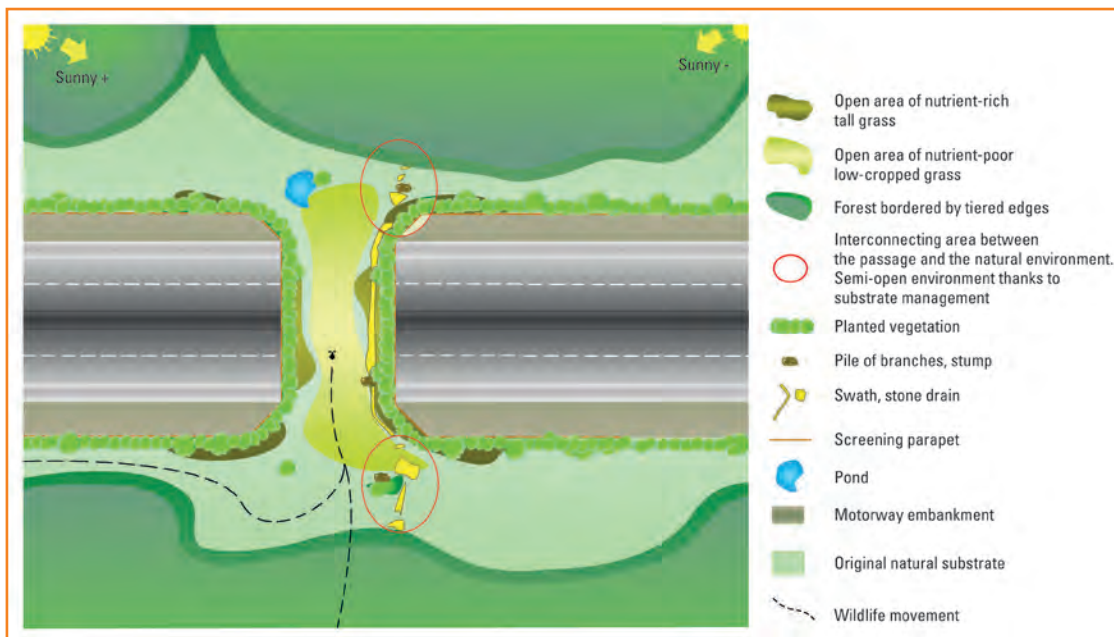 Sunny +
Sunny -
Open area of nutrient-rich
tall grass
Open area of nutrient-poor
low-cropped grass
Forest bordered by tiered edges
Interconnecting area between
the passage and the natural environment.
Semi-open environment thanks to
substrate management
Planted vegetation
Pile of branches, stump
Swath, stone drain
Screening parapet
Pond
Motorway embankment
Original natural substrate
Wildlife movement